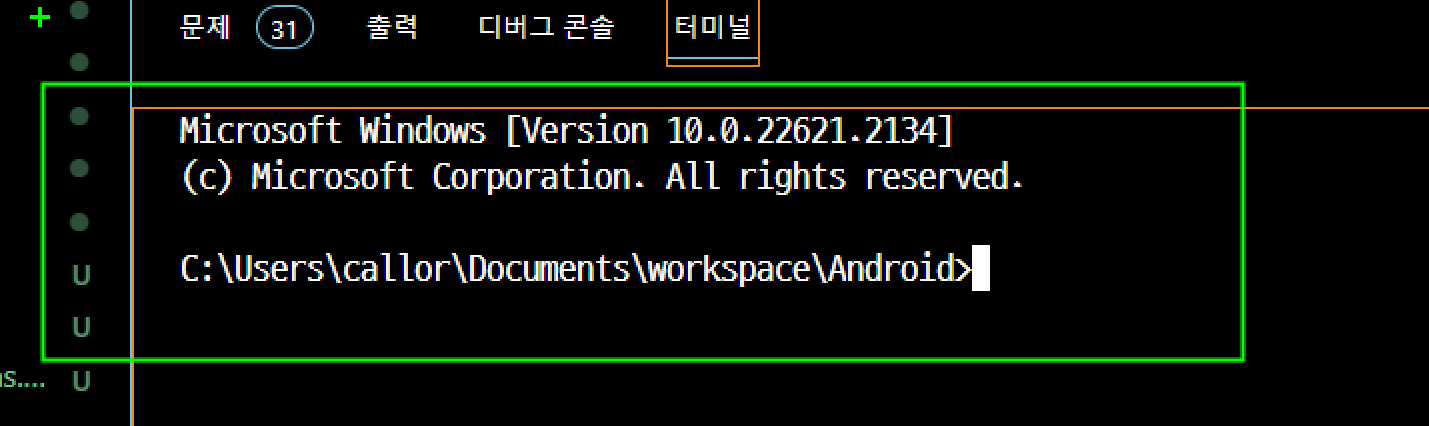 문제 31 출력 디버그 콘솔 터미널
Microsoft Windows [Version 10.0.22621.2134]
(c) Microsoft Corporation. All rights reserved.
C:\Users\callor\Documents\workspace\Android>
U
U
s.... U